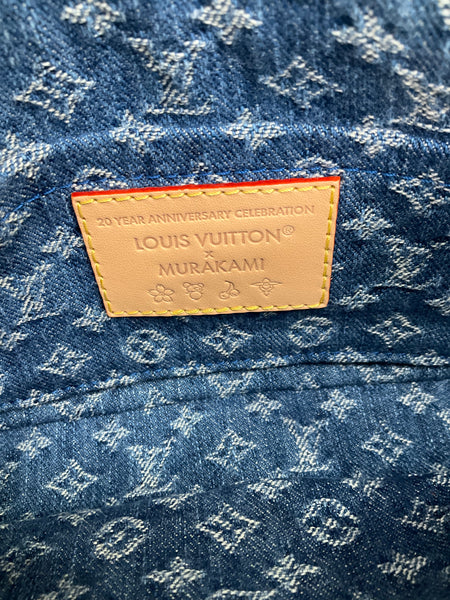 20 YEAR ANNIVERSARY CELEBRATION
LOUIS VUITTON®
×
MURAKAMI